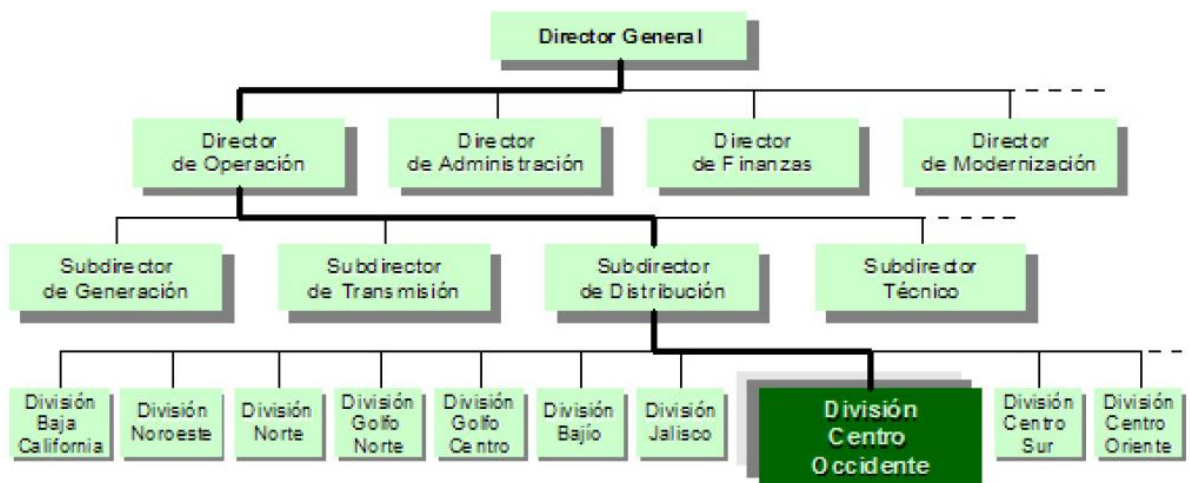 Director General
Director
de Operación
Director
de Administración
Director
de Finanzas
Director
de Modernización
Subdirector
de Generación
Subdirector
de Transmisión
Subdirector
de Distribución
Subdirector
Técnico
División
Baja
California
División
Noroeste
División
Norte
División
Golfo
Norte
División
Golfo
Centro
División
Bajío
División
Jalisco
División
Centro
Occidente
División
Centro
Sur
División
Centro
Oriente